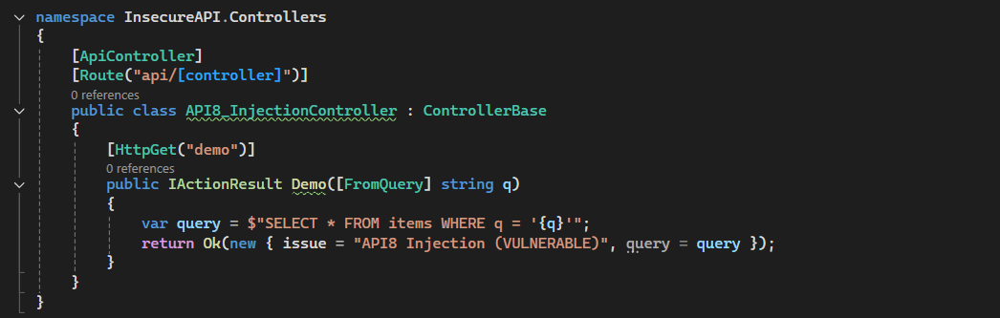 namespace InsecureAPI.Controllers
{
[ApiController]
[Route("api/[controller]")]
0 references
public class API8_InjectionController : ControllerBase
{
[HttpGet("demo")]
0 references
public IActionResult Demo([FromQuery] string q)
{
var query = $"SELECT * FROM items WHERE q = '{q}'";
return Ok(new { issue = "API8 Injection (VULNERABLE)", query = query });
}
}
}